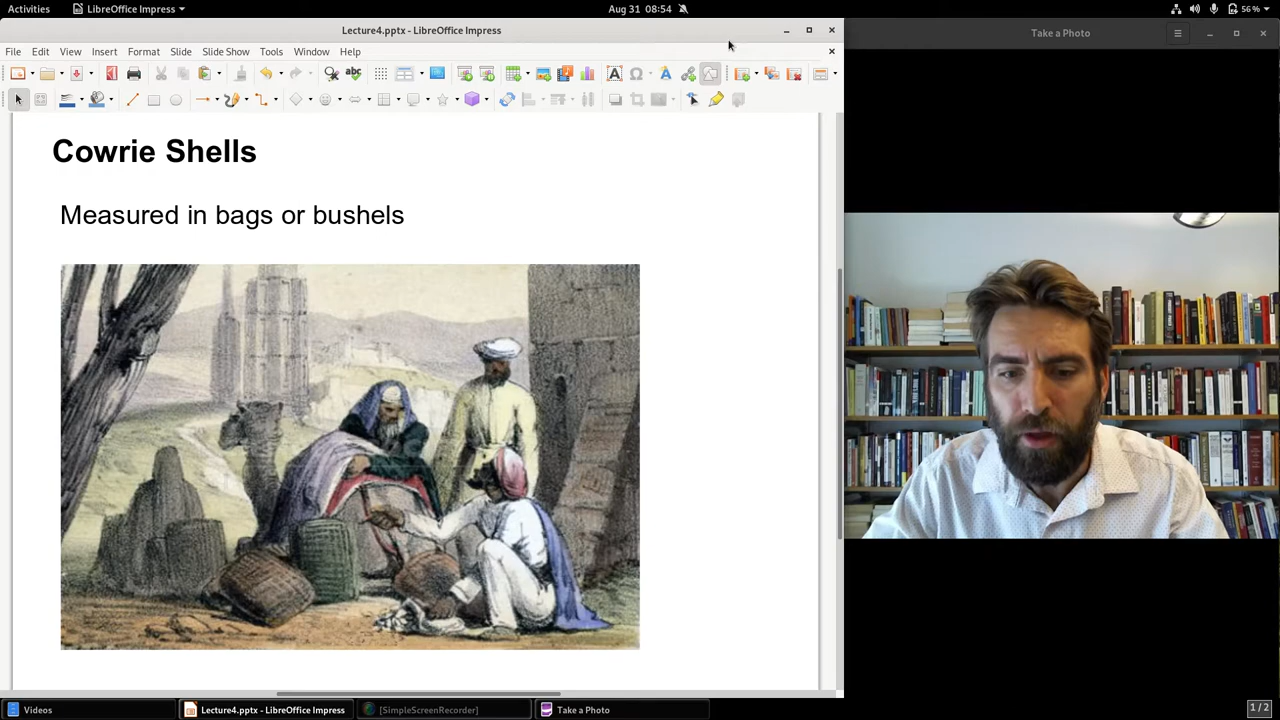 Activities
LibreOffice Impress
Aug 31 08:54
56 %
Lecture4.pptx - LibreOffice Impress
Take a Photo
File Edit View Insert Format Slide Slide Show Tools Window Help
Cowrie Shells
Measured in bags or bushels
Videos
Lecture4.pptx - LibreOffice Impress
[SimpleScreenRecorder]
Take a Photo
1 / 2